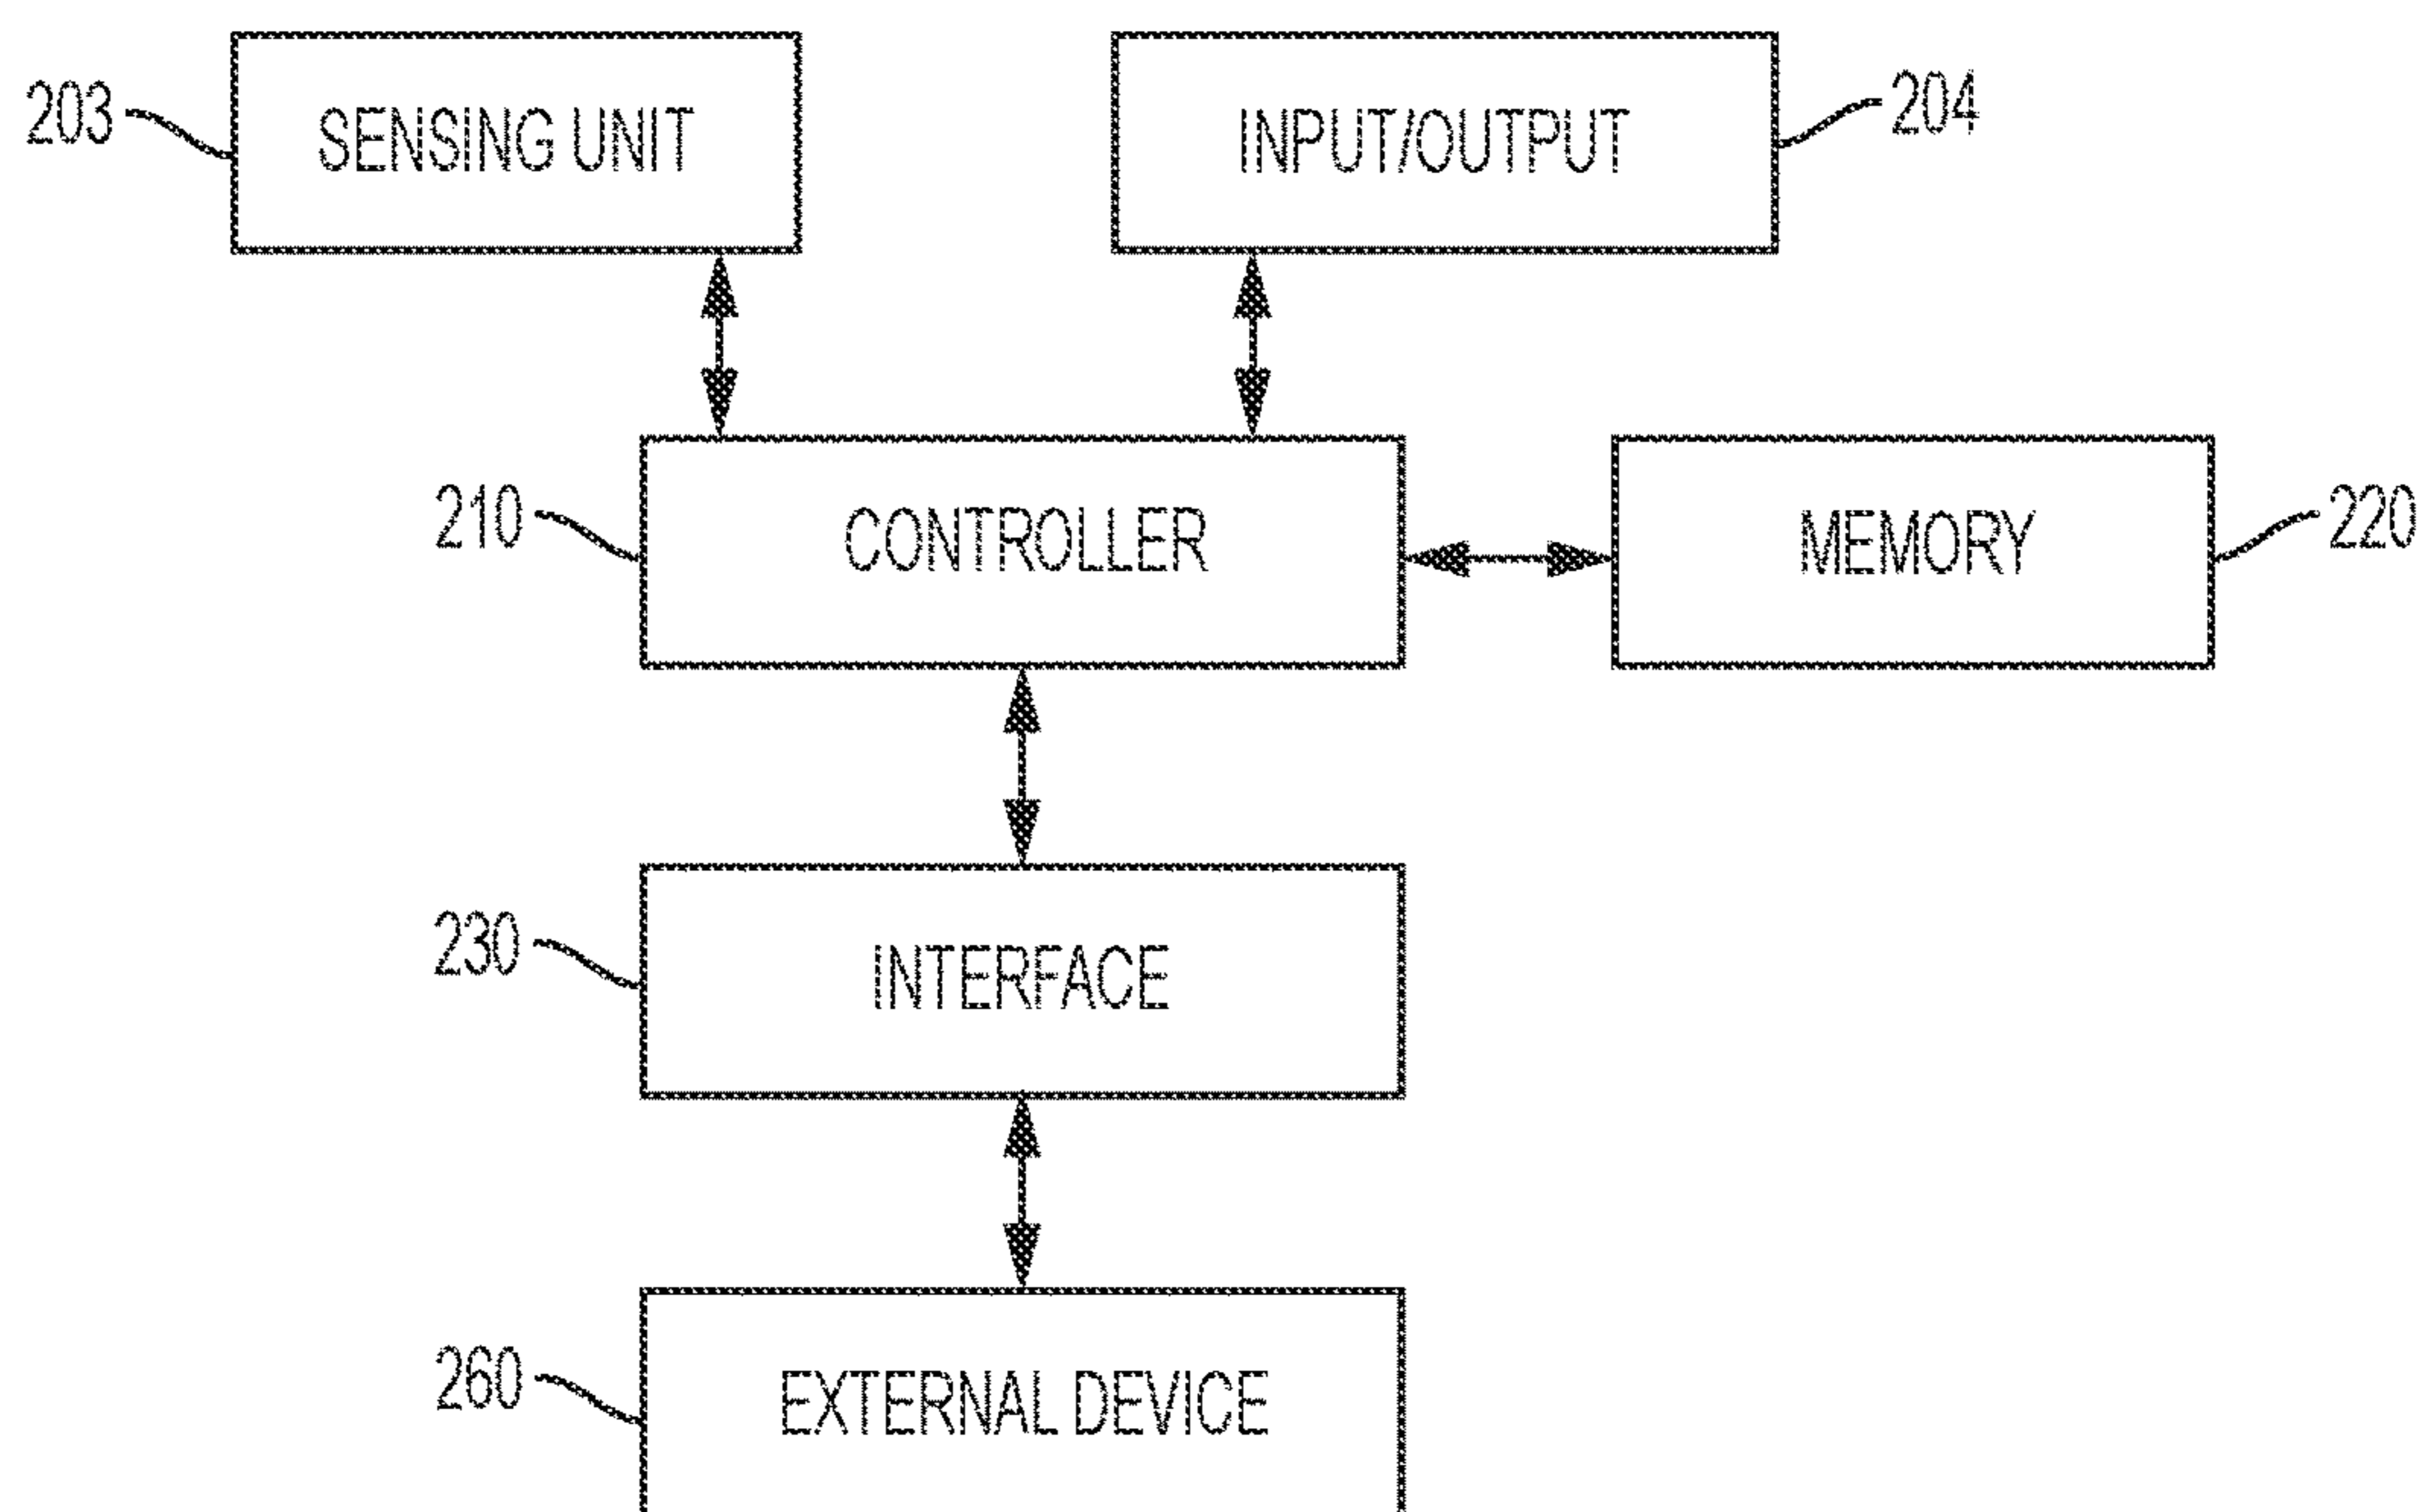 203
SENSING UNIT
INPUT/OUTPUT
204
210
CONTROLLER
MEMORY
220
230
INTERFACE
260
EXTERNAL DEVICE